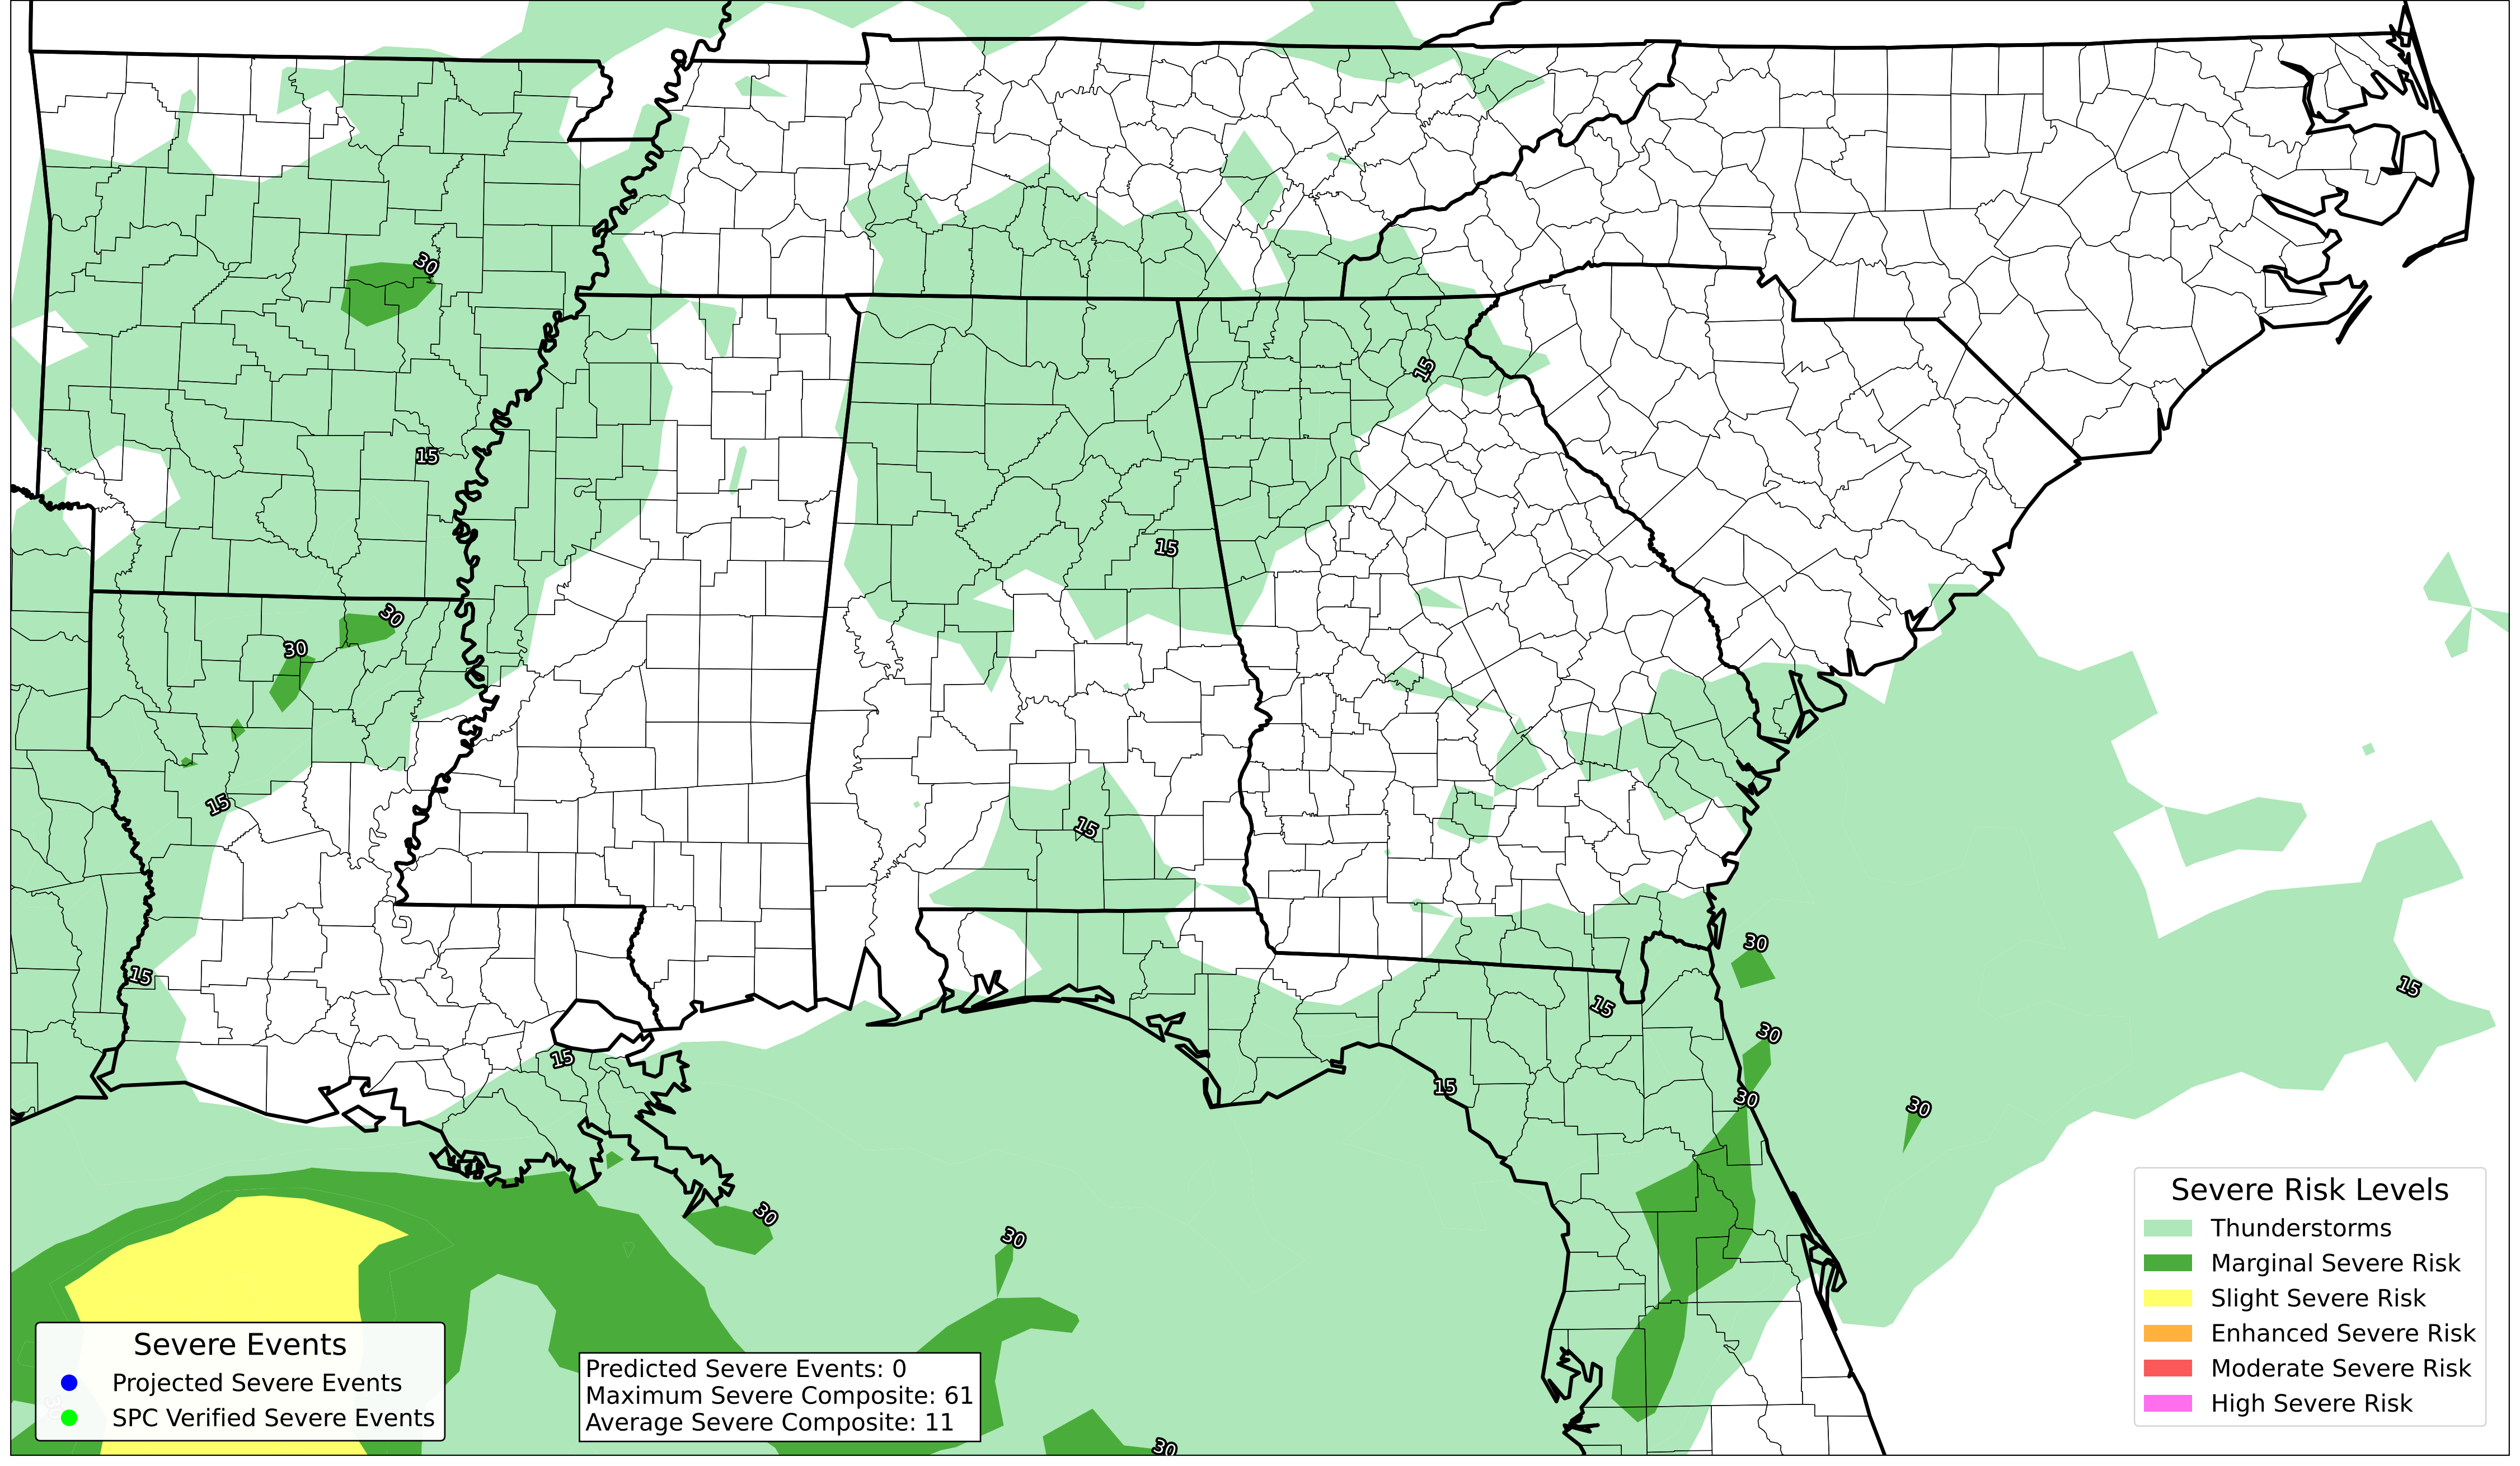 30
15
30
30
15
15
15
15
30
15
15
30
15
15
30
15
30
30
30
30
30
Severe Events
Projected Severe Events
SPC Verified Severe Events
Predicted Severe Events: 0
Maximum Severe Composite: 61
Average Severe Composite: 11
Severe Risk Levels
Thunderstorms
Marginal Severe Risk
Slight Severe Risk
Enhanced Severe Risk
Moderate Severe Risk
High Severe Risk